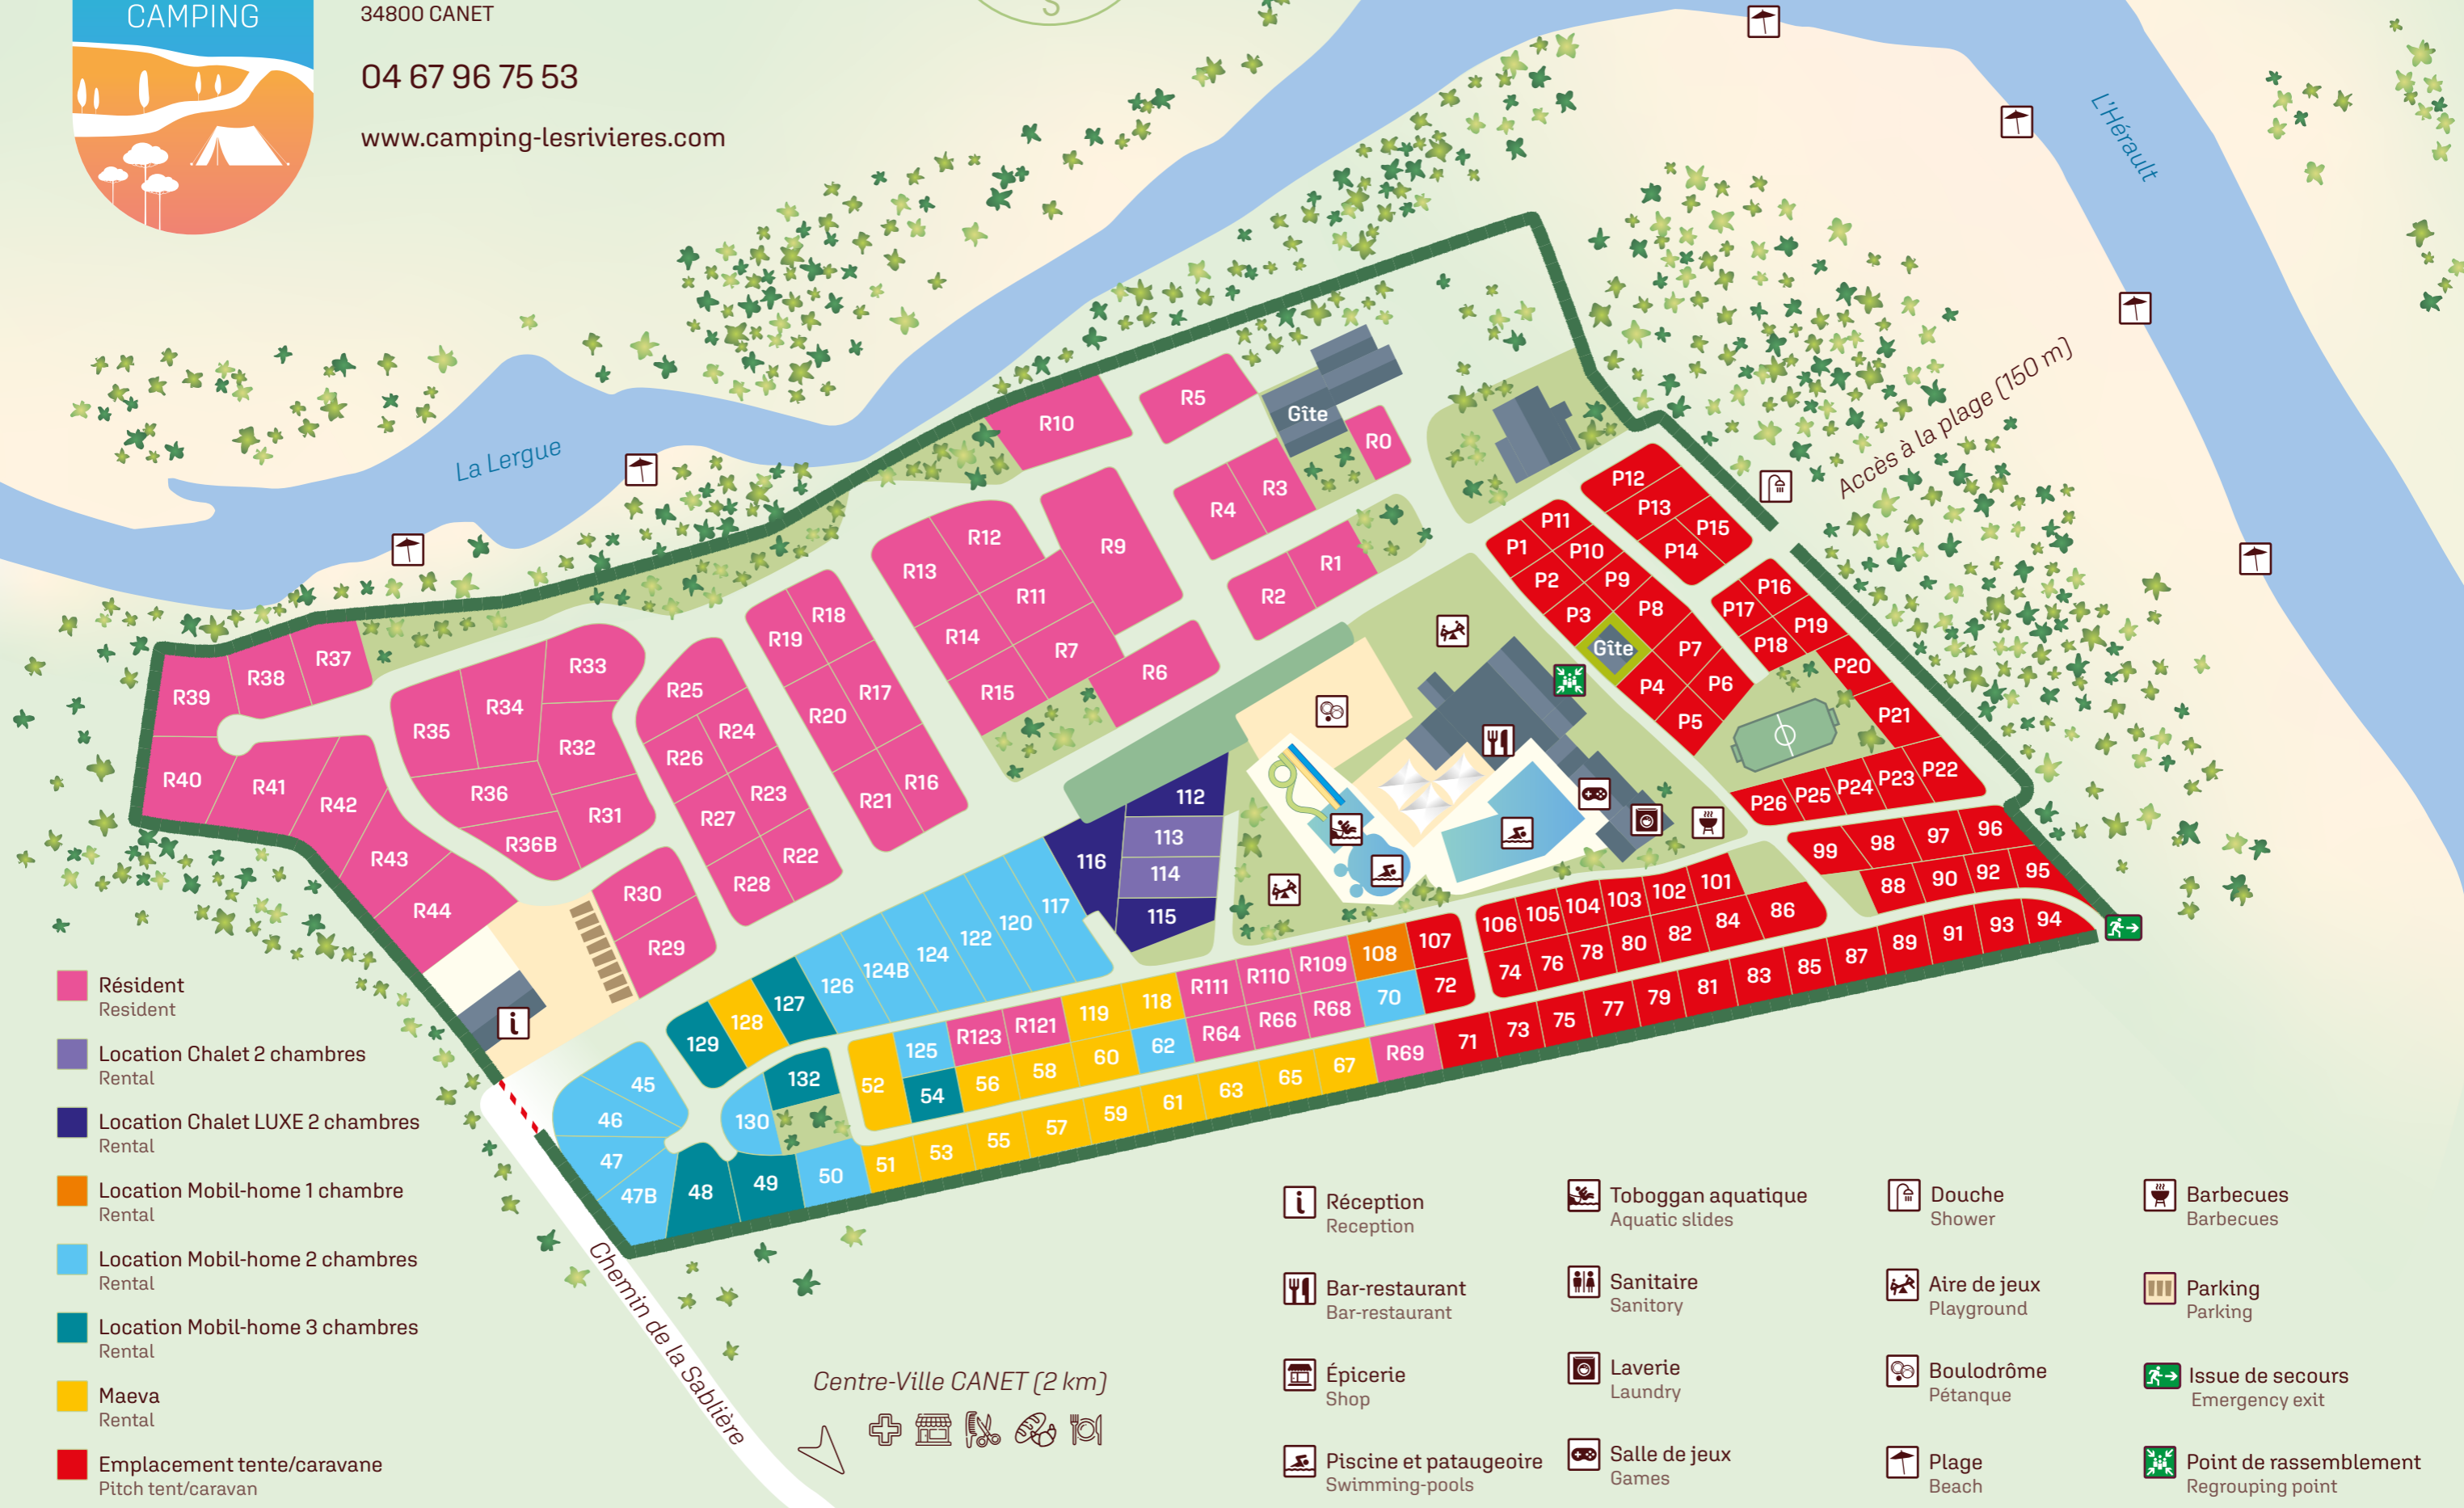 CAMPING
34800 CANET
04 67 96 75 53
www.camping-lesrivieres.com
S
L'Hérault
La Lergue
Accès à la plage (150 m)
Gîte
R10
R5
R0
R3
R4
R9
R12
R13
R11
R14
R7
R15
R6
R1
R2
R18
R19
R17
R20
R16
R21
R25
R24
R26
R23
R27
R22
R28
R33
R34
R35
R32
R36
R31
R36B
R37
R38
R39
R40
R41
R42
R43
R44
R30
R29
P12
P13
P15
P14
P11
P1
P10
P2
P9
P3
P8
Gîte
P7
P4
P6
P5
P16
P17
P19
P18
P20
P21
P22
P23
P24
P25
P26
112
113
114
115
116
117
120
122
124
124B
126
127
128
129
96
97
98
99
95
92
90
88
101
102
103
104
105
106
86
84
82
80
78
76
74
107
108
R109
R110
R111
118
119
R121
R123
125
52
72
70
R68
R66
R64
62
60
58
56
54
132
130
45
46
47
47B
48
49
50
51
53
55
57
59
61
63
65
67
R69
71
73
75
77
79
81
83
85
87
89
91
93
94
Chemin de la Sablière
Centre-Ville CANET (2 km)
Résident
Resident
Location Chalet 2 chambres
Rental
Location Chalet LUXE 2 chambres
Rental
Location Mobil-home 1 chambre
Rental
Location Mobil-home 2 chambres
Rental
Location Mobil-home 3 chambres
Rental
Maeva
Rental
Emplacement tente/caravane
Pitch tent/caravan
Réception
Reception
Bar-restaurant
Bar-restaurant
Épicerie
Shop
Piscine et pataugeoire
Swimming-pools
Toboggan aquatique
Aquatic slides
Sanitaire
Sanitory
Laverie
Laundry
Salle de jeux
Games
Douche
Shower
Aire de jeux
Playground
Boulodrôme
Pétanque
Plage
Beach
Barbecues
Barbecues
Parking
Parking
Issue de secours
Emergency exit
Point de rassemblement
Regrouping point